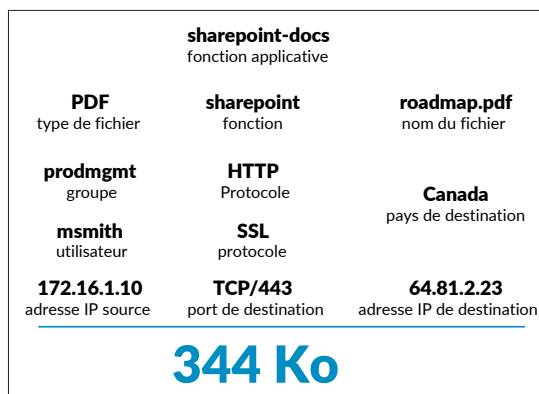 sharepoint-docs
fonction applicative
PDF
type de fichier
sharepoint
fonction
roadmap.pdf
nom du fichier
prodmgmt
groupe
HTTP
Protocole
Canada
pays de destination
msmith
utilisateur
SSL
protocole
172.16.1.10
adresse IP source
TCP/443
port de destination
64.81.2.23
adresse IP de destination
344 Ko